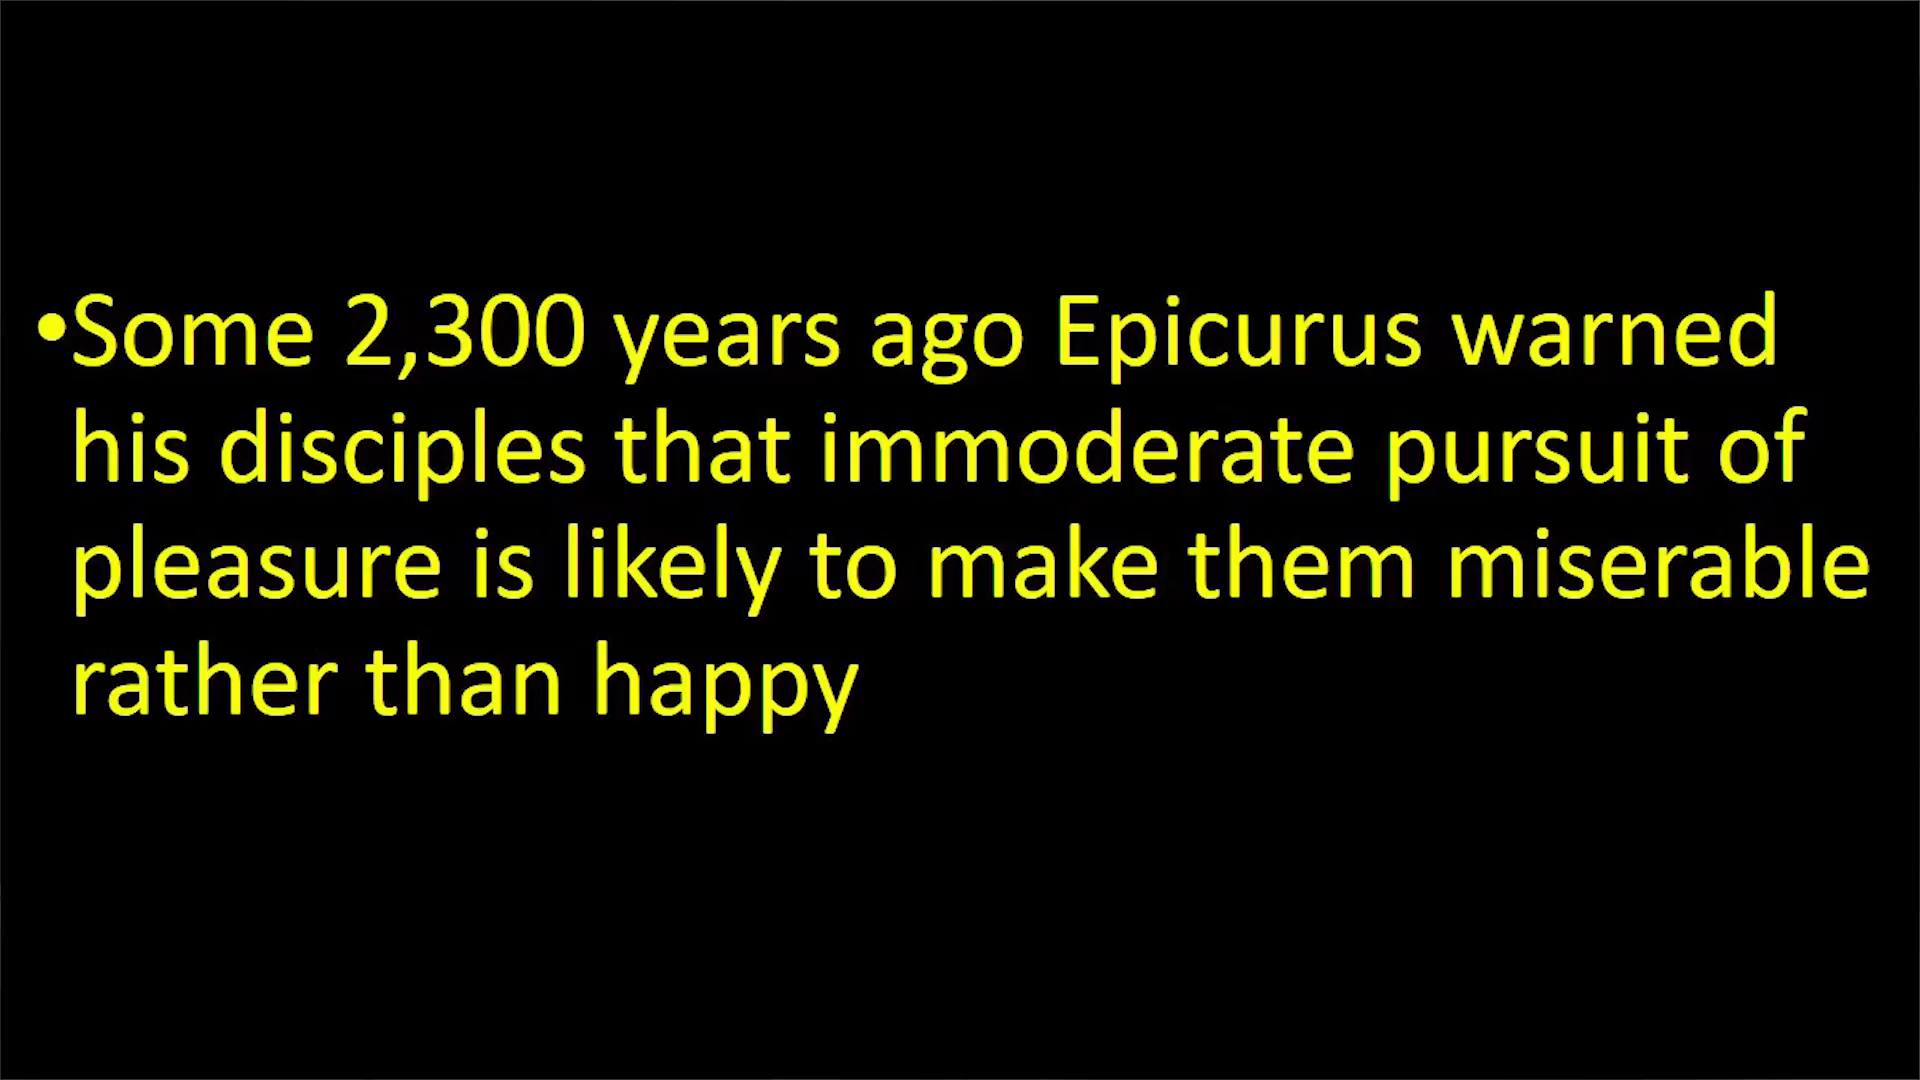 •Some 2,300 years ago Epicurus warned
his disciples that immoderate pursuit of
pleasure is likely to make them miserable
rather than happy